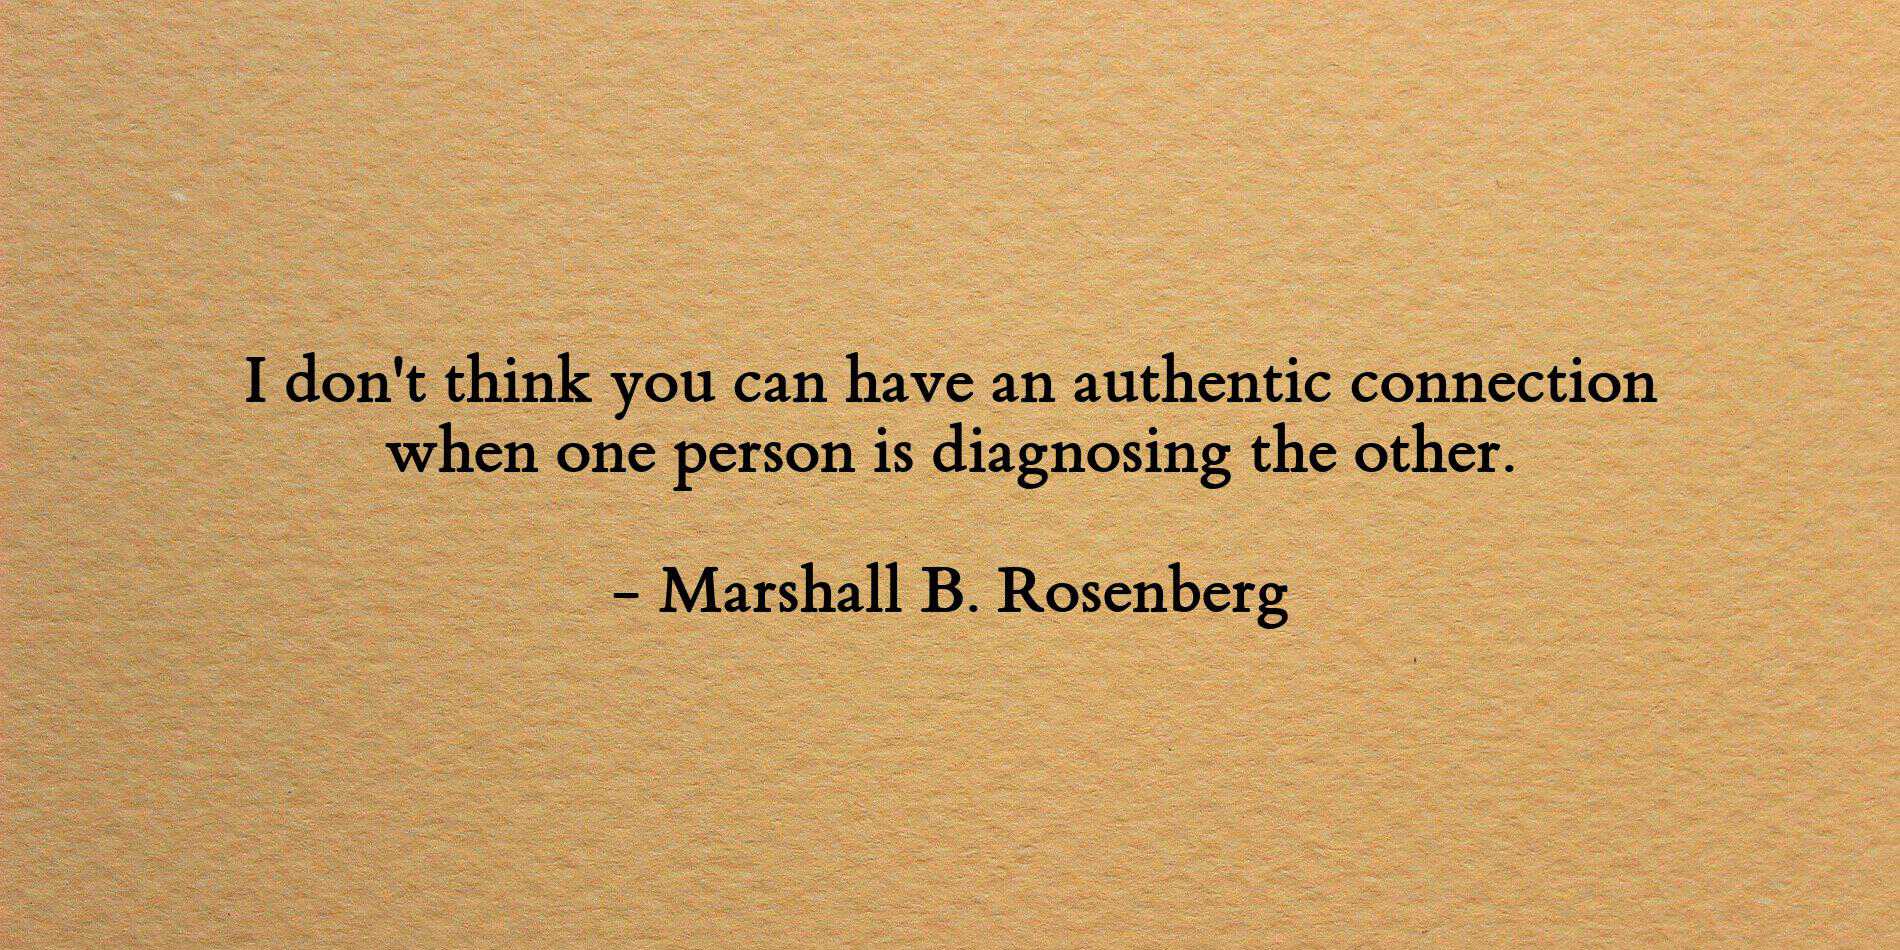 I don't think you can have an authentic connection
when one person is diagnosing the other.
– Marshall B. Rosenberg